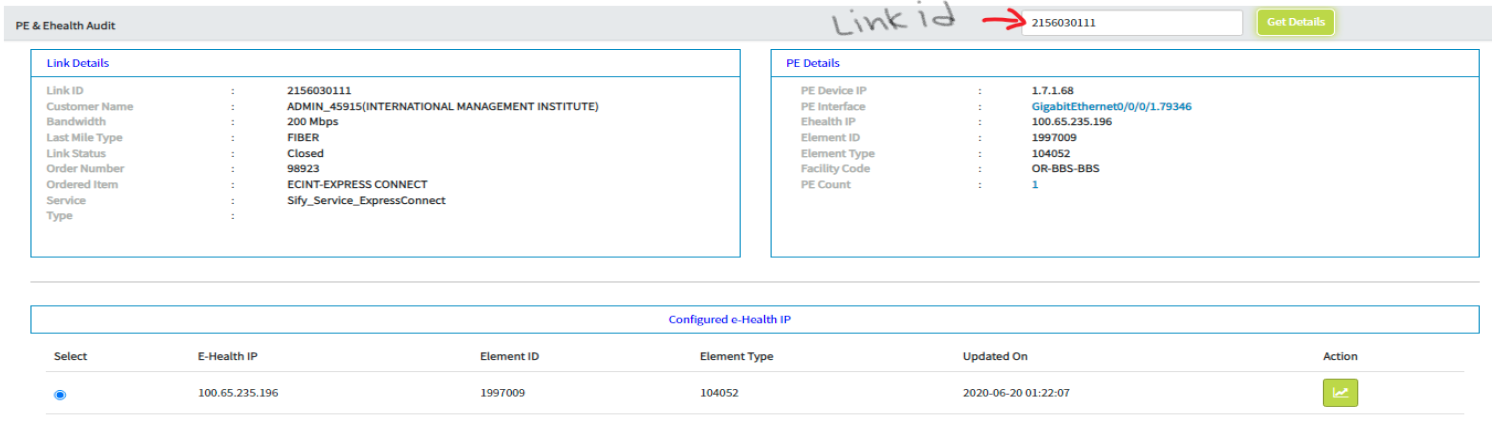 PE & Ehealth Audit Link id 2156030111 Get Details
Link Details
Link ID : 2156030111
Customer Name : ADMIN_45915(INTERNATIONAL MANAGEMENT INSTITUTE)
Bandwidth : 200 Mbps
Last Mile Type : FIBER
Link Status : Closed
Order Number : 98923
Ordered Item : ECINT-EXPRESS CONNECT
Service : Sify_Service_ExpressConnect
Type :
PE Details
PE Device IP : 1.7.1.68
PE Interface : GigabitEthernet0/0/0/1.79346
Ehealth IP : 100.65.235.196
Element ID : 1997009
Element Type : 104052
Facility Code : OR-BBS-BBS
PE Count : 1
Configured e-Health IP
Select E-Health IP Element ID Element Type Updated On Action
100.65.235.196 1997009 104052 2020-06-20 01:22:07